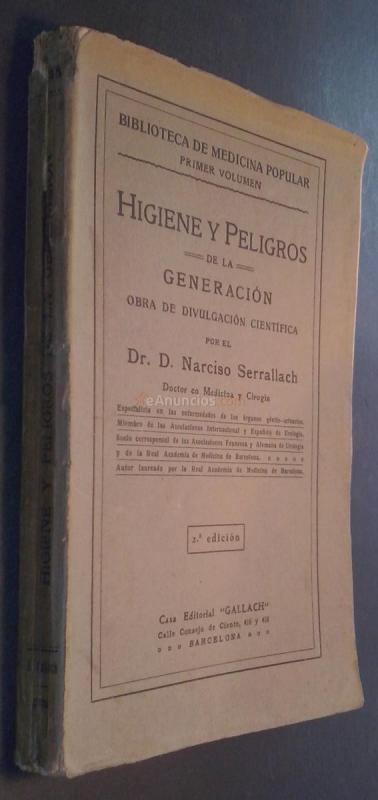 BIBLIOTECA DE MEDICINA POPULAR
PRIMER VOLUMEN
HIGIENE Y PELIGROS
DE LA
GENERACIÓN
OBRA DE DIVULGACIÓN CIENTÍFICA
POR EL
Dr. D. Narciso Serrallach
Doctor en Medicina y Cirugía
Especialista en las enfermedades de los órganos génito-urinarios.
Miembro de las Asociaciones Internacional y Española de Urología.
Socio corresponsal de las Asociaciones Francesa y Alemana de Urología
y de la Real Academia de Medicina de Barcelona.
Autor laureado por la Real Academia de Medicina de Barcelona.
2.ª edición
Casa Editorial "GALLACH"
Calle Consejo de Ciento, 416 y 418
BARCELONA
HIGIENE Y PELIGROS DE LA
eAnuncios